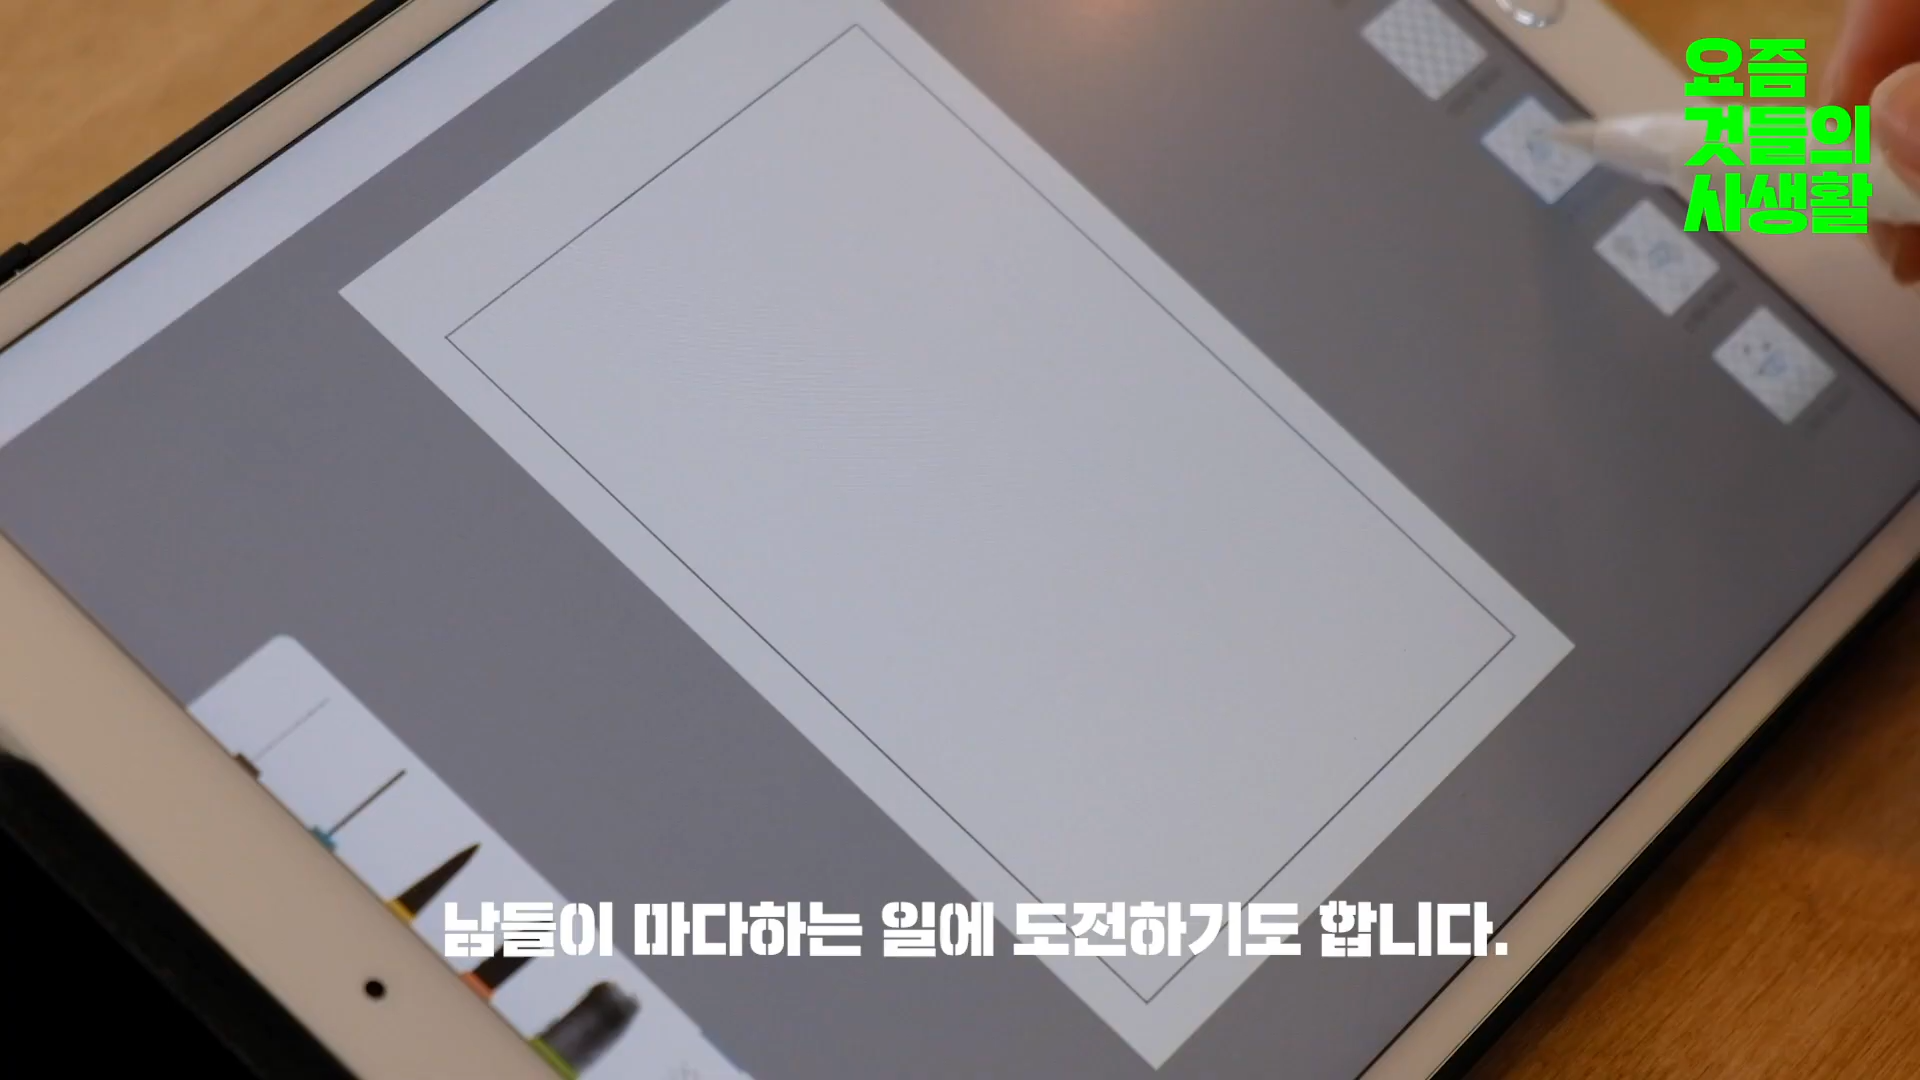 요즘
것들의
사생활
남들이 마다하는 일에 도전하기도 합니다.